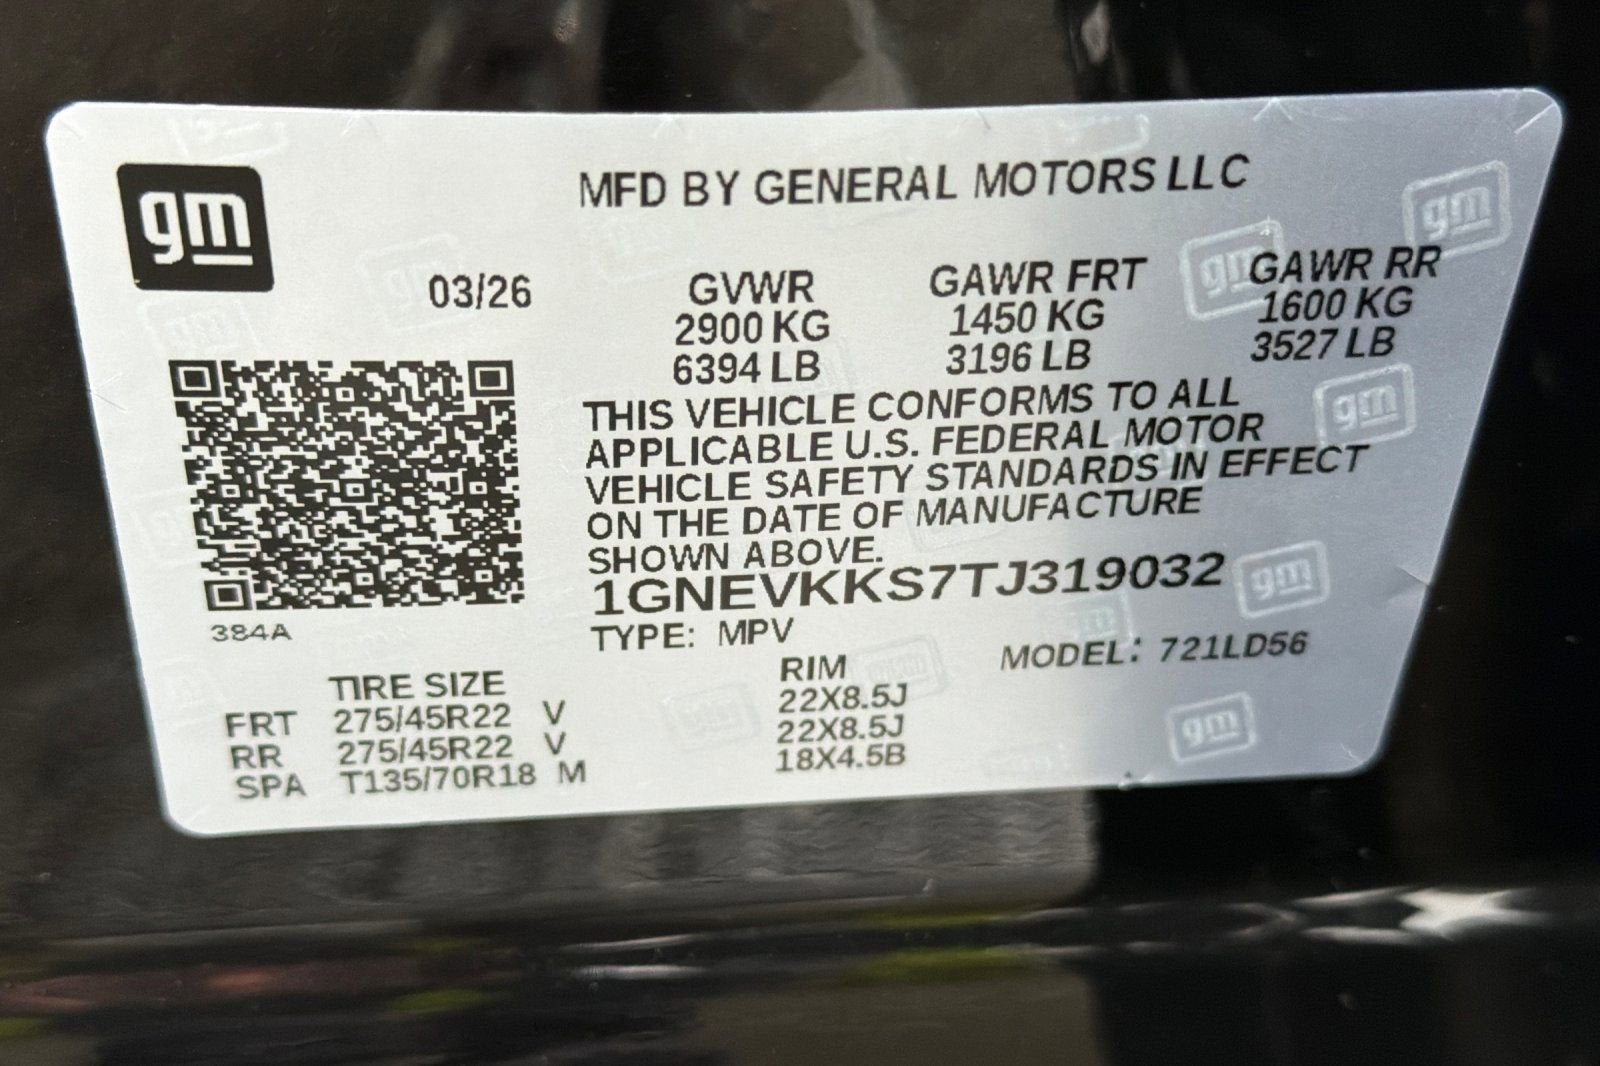 gm
MFD BY GENERAL MOTORS LLC
03/26 GVWR GAWR FRT GAWR RR
2900 KG 1450 KG 1600 KG
6394 LB 3196 LB 3527 LB
THIS VEHICLE CONFORMS TO ALL
APPLICABLE U.S. FEDERAL MOTOR
VEHICLE SAFETY STANDARDS IN EFFECT
ON THE DATE OF MANUFACTURE
SHOWN ABOVE.
1GNEVKKS7TJ319032
384A
TYPE: MPV MODEL: 721LD56
TIRE SIZE RIM
FRT 275/45R22 V 22X8.5J
RR 275/45R22 V 22X8.5J
SPA T135/70R18 M 18X4.5B